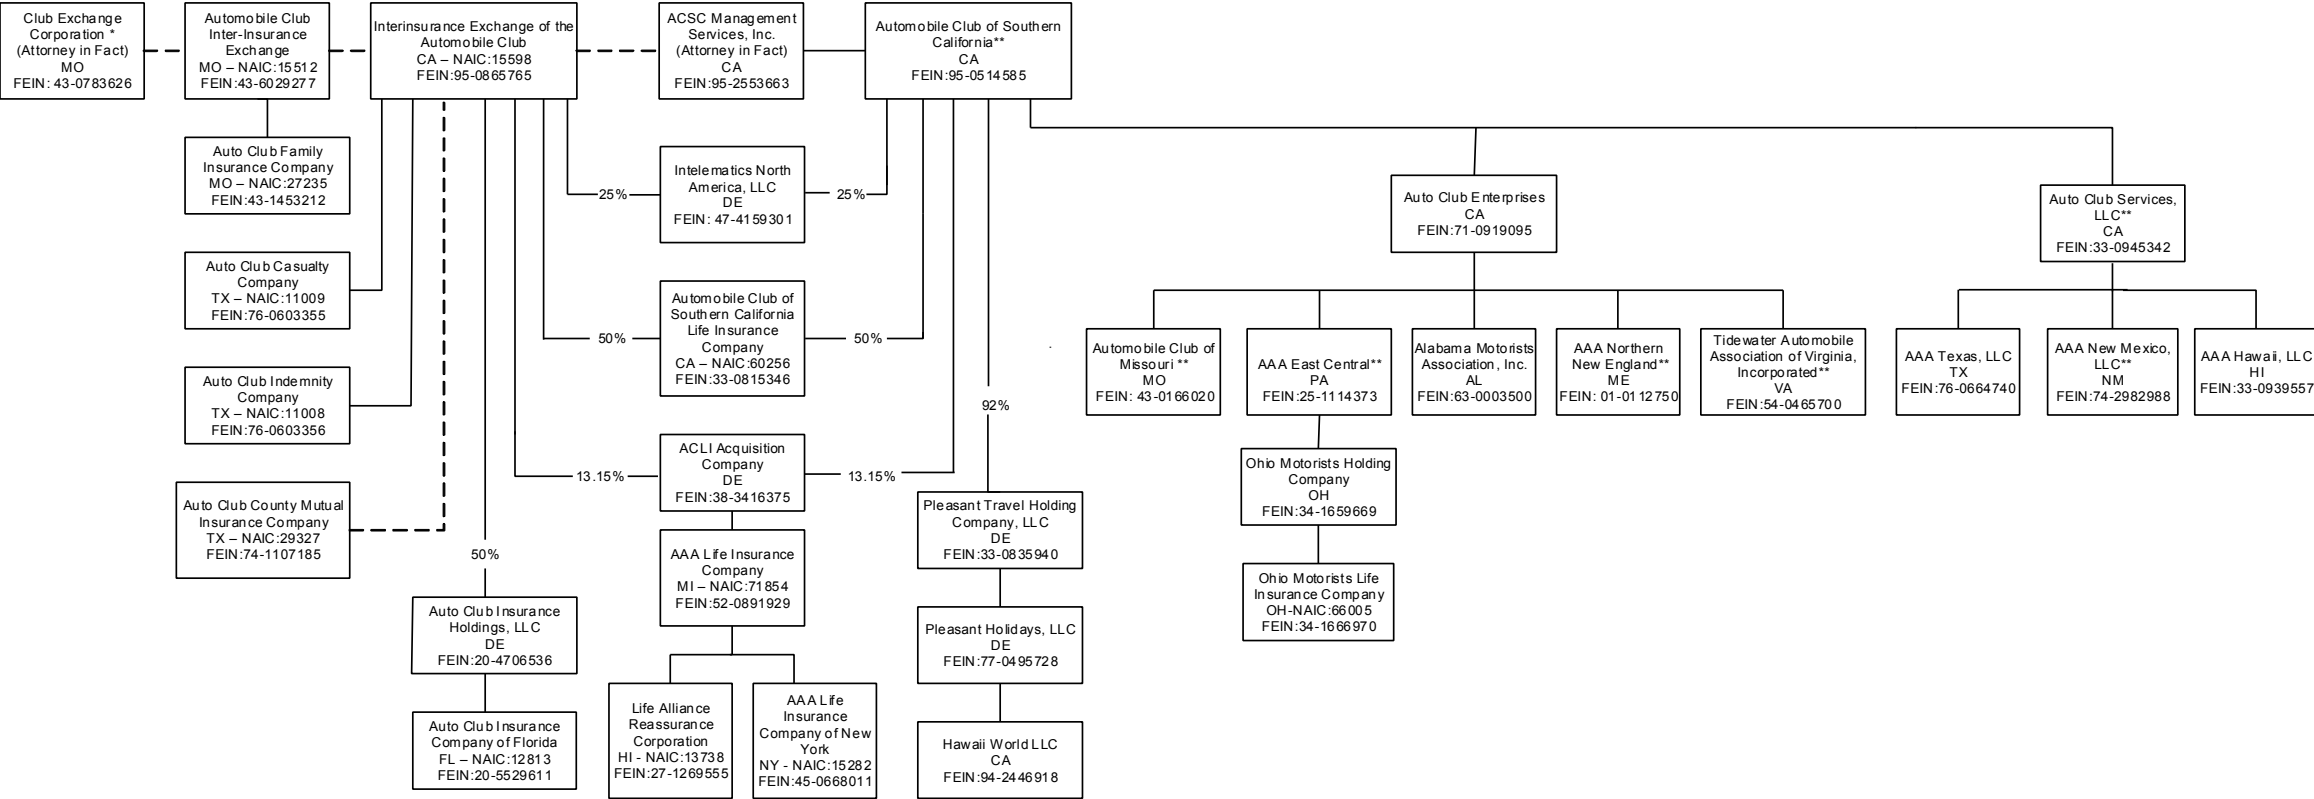 Club Exchange
Corporation *
(Attorney in Fact)
MO
FEIN: 43-0783626
Automobile Club
Inter-Insurance
Exchange
MO – NAIC:15512
FEIN:43-6029277
Interinsurance Exchange of the
Automobile Club
CA – NAIC:15598
FEIN:95-0865765
ACSC Management
Services, Inc.
(Attorney in Fact)
CA
FEIN:95-2553663
Automobile Club of Southern
California**
CA
FEIN:95-0514585
Auto Club Family
Insurance Company
MO – NAIC:27235
FEIN:43-1453212
Auto Club Casualty
Company
TX – NAIC:11009
FEIN:76-0603355
Auto Club Indemnity
Company
TX – NAIC:11008
FEIN:76-0603356
Auto Club County Mutual
Insurance Company
TX – NAIC:29327
FEIN:74-1107185
50%
Auto Club Insurance
Holdings, LLC
DE
FEIN:20-4706536
Auto Club Insurance
Company of Florida
FL – NAIC:12813
FEIN:20-5529611
25%
Intelematics North
America, LLC
DE
FEIN: 47-4159301
25%
50%
Automobile Club of
Southern California
Life Insurance
Company
CA – NAIC:60256
FEIN:33-0815346
50%
13.15%
ACLI Acquisition
Company
DE
FEIN:38-3416375
13.15%
AAA Life Insurance
Company
MI – NAIC:71854
FEIN:52-0891929
Life Alliance
Reassurance
Corporation
HI - NAIC:13738
FEIN:27-1269555
AAA Life
Insurance
Company of New
York
NY - NAIC:15282
FEIN:45-0668011
92%
Pleasant Travel Holding
Company, LLC
DE
FEIN:33-0835940
Pleasant Holidays, LLC
DE
FEIN:77-0495728
Hawaii World LLC
CA
FEIN:94-2446918
Auto Club Enterprises
CA
FEIN:71-0919095
Auto Club Services,
LLC**
CA
FEIN:33-0945342
Automobile Club of
Missouri **
MO
FEIN: 43-0166020
AAA East Central**
PA
FEIN:25-1114373
Alabama Motorists
Association, Inc.
AL
FEIN:63-0003500
AAA Northern
New England**
ME
FEIN: 01-0112750
Tidewater Automobile
Association of Virginia,
Incorporated**
VA
FEIN:54-0465700
AAA Texas, LLC
TX
FEIN:76-0664740
AAA New Mexico,
LLC**
NM
FEIN:74-2982988
AAA Hawaii, LLC
HI
FEIN:33-0939557
Ohio Motorists Holding
Company
OH
FEIN:34-1659669
Ohio Motorists Life
Insurance Company
OH-NAIC:66005
FEIN:34-1666970